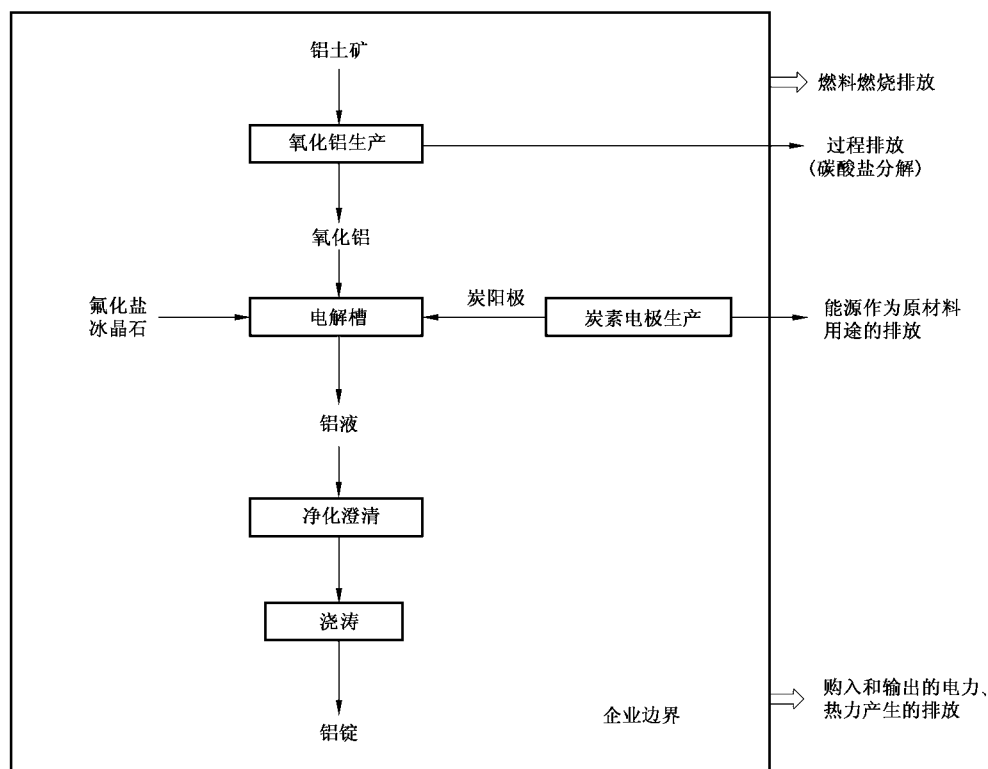 铝土矿
燃料燃烧排放
氧化铝生产
过程排放
(碳酸盐分解)
氧化铝
氟化盐
冰晶石
电解槽
炭阳极
炭素电极生产
能源作为原材料
用途的排放
铝液
净化澄清
浇涛
购入和输出的电力、
热力产生的排放
企业边界
铝锭